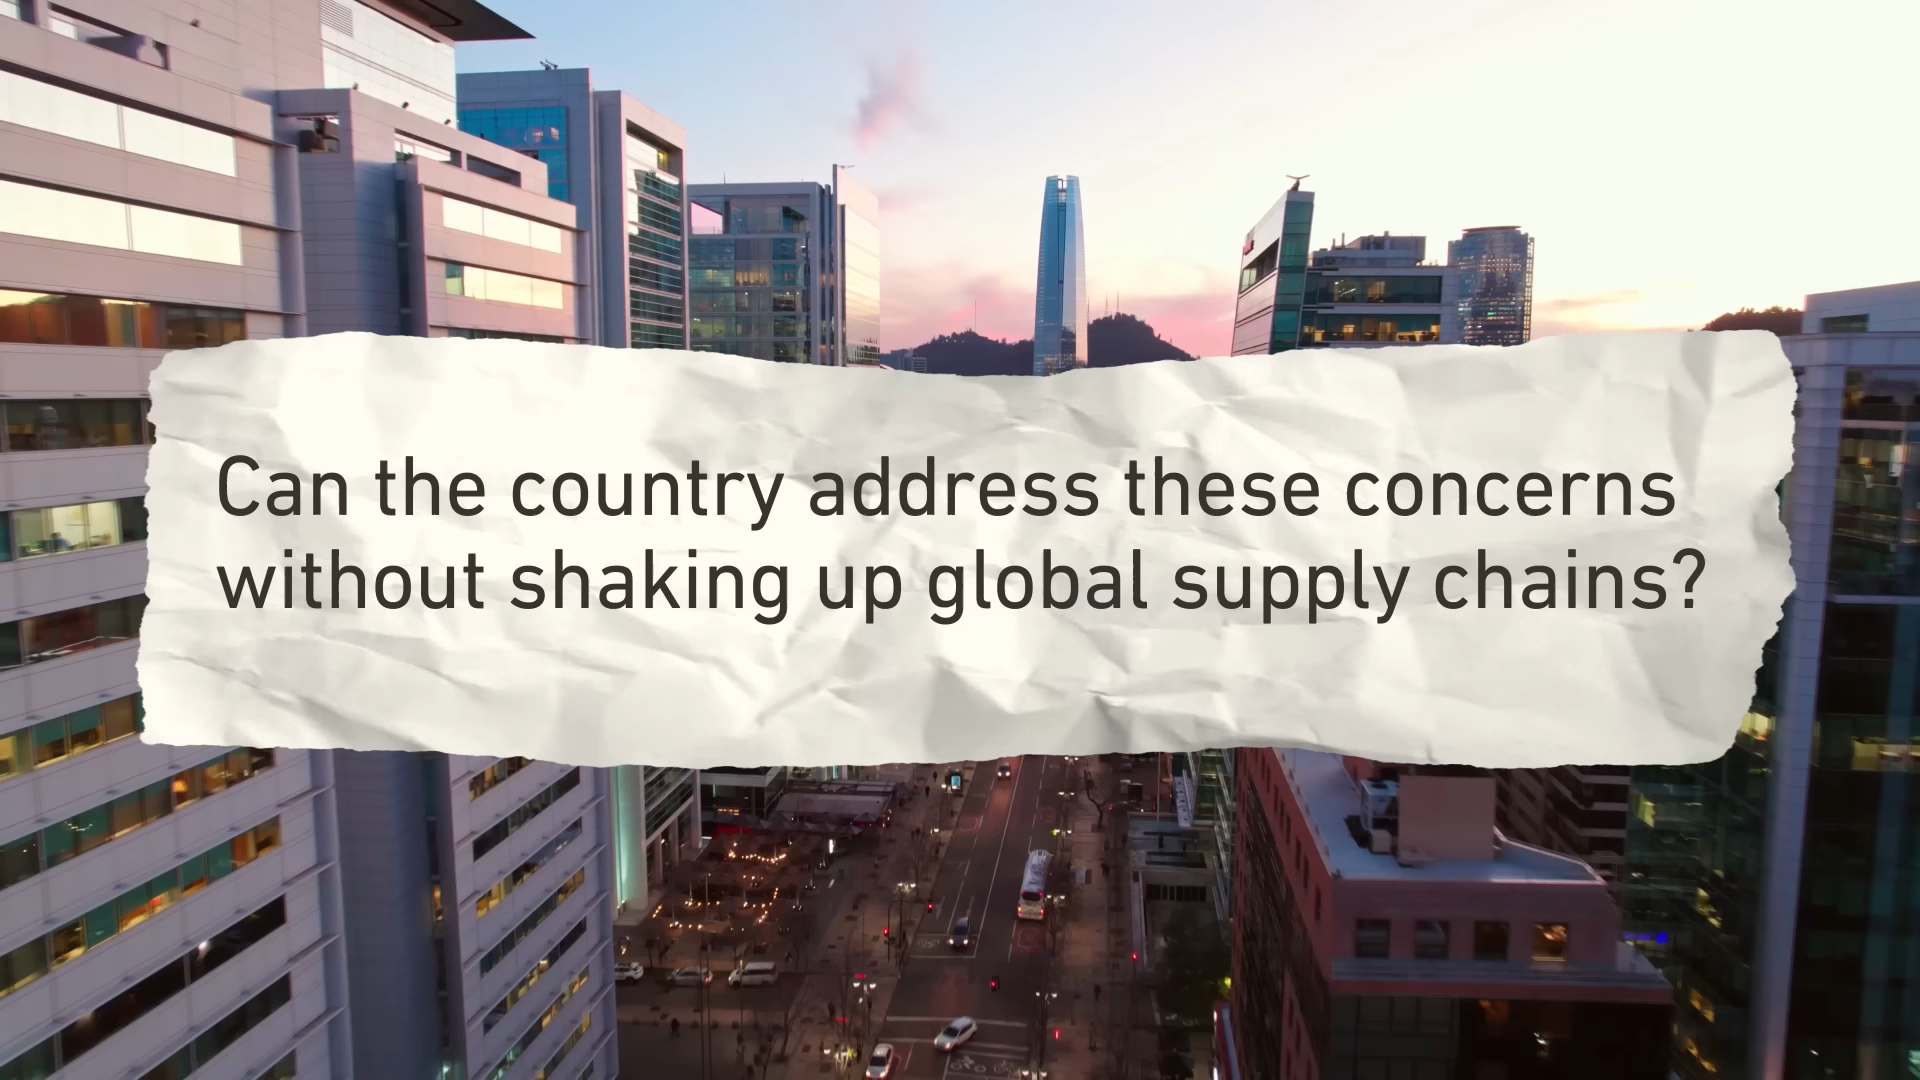 Can the country address these concerns
without shaking up global supply chains?